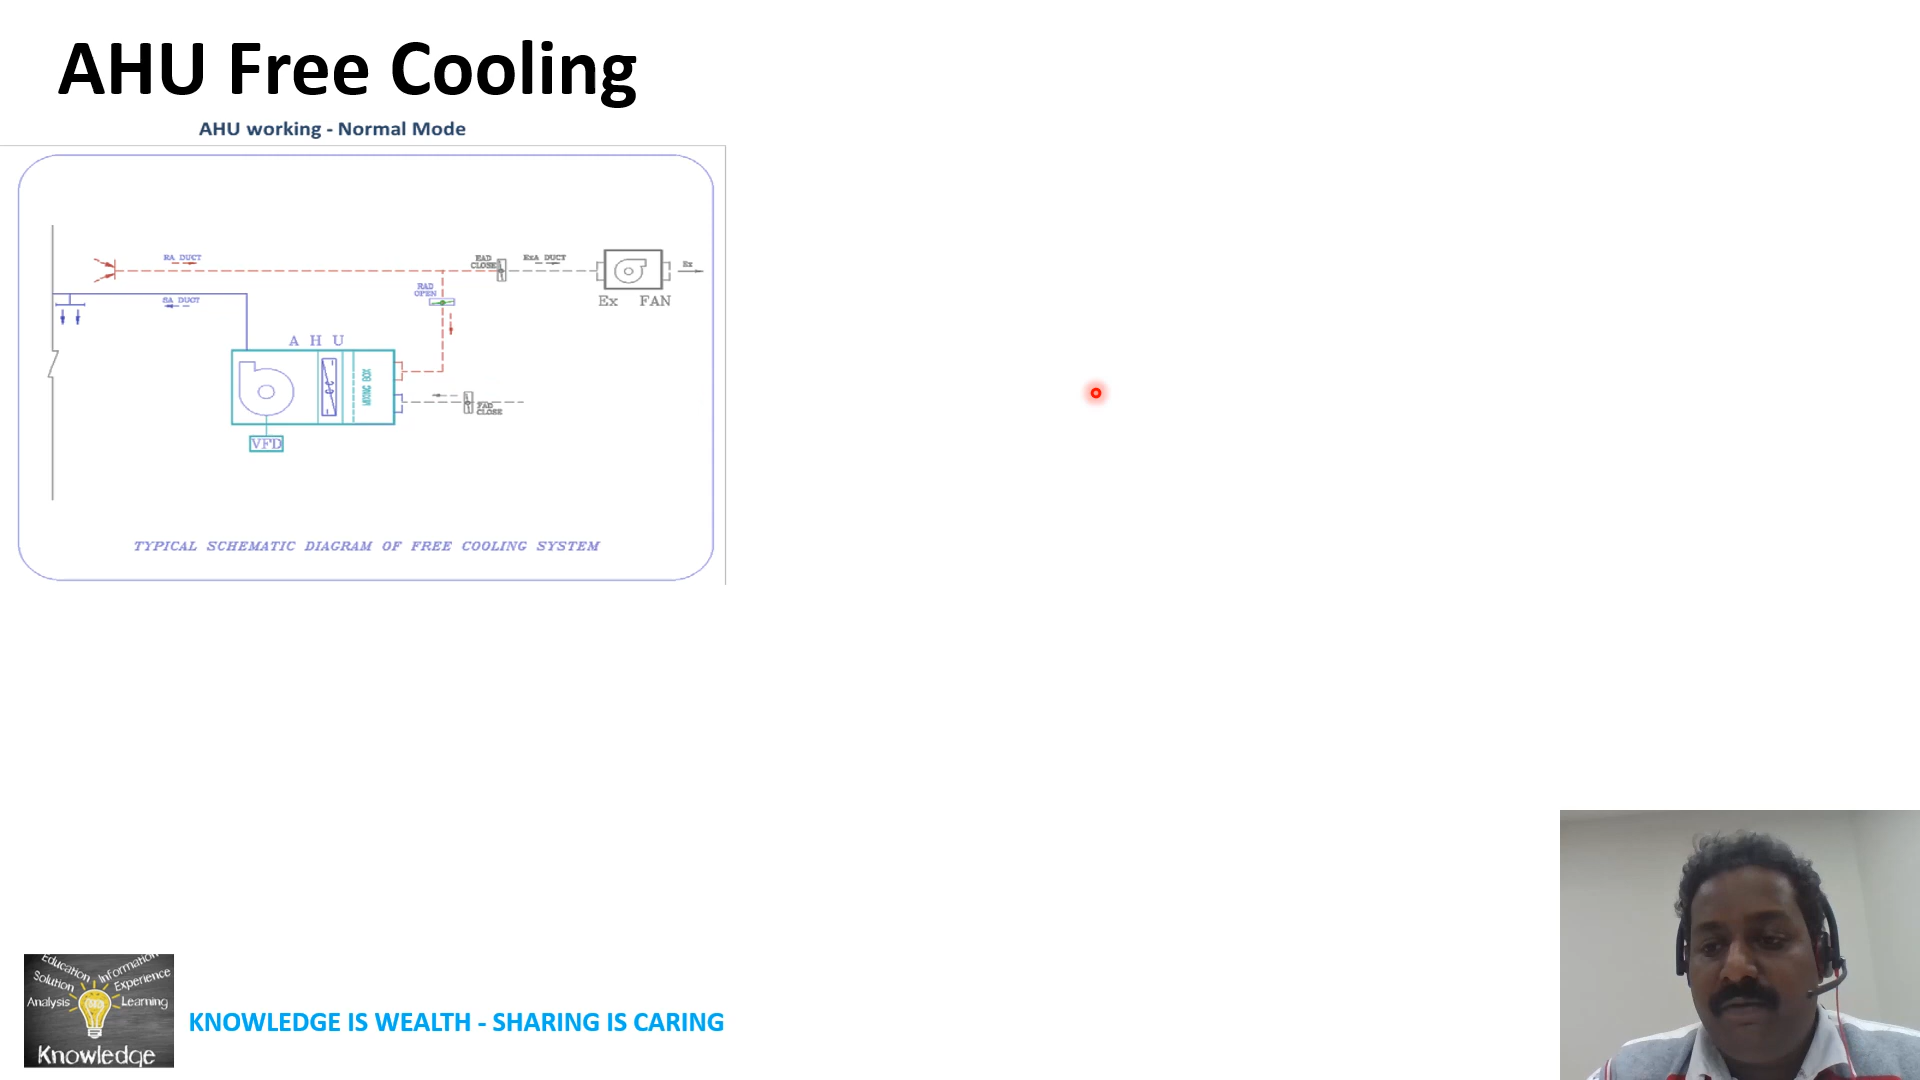 AHU Free Cooling
AHU working - Normal Mode
RA DUCT
EAD
CLOSE
ExA DUCT
Ex
RAD
OPEN
SA DUCT
Ex FAN
A H U
MIXING BOX
FAD
CLOSE
VFD
TYPICAL SCHEMATIC DIAGRAM OF FREE COOLING SYSTEM
Education Information
Solution Experience
Analysis Learning
Knowledge
KNOWLEDGE IS WEALTH - SHARING IS CARING